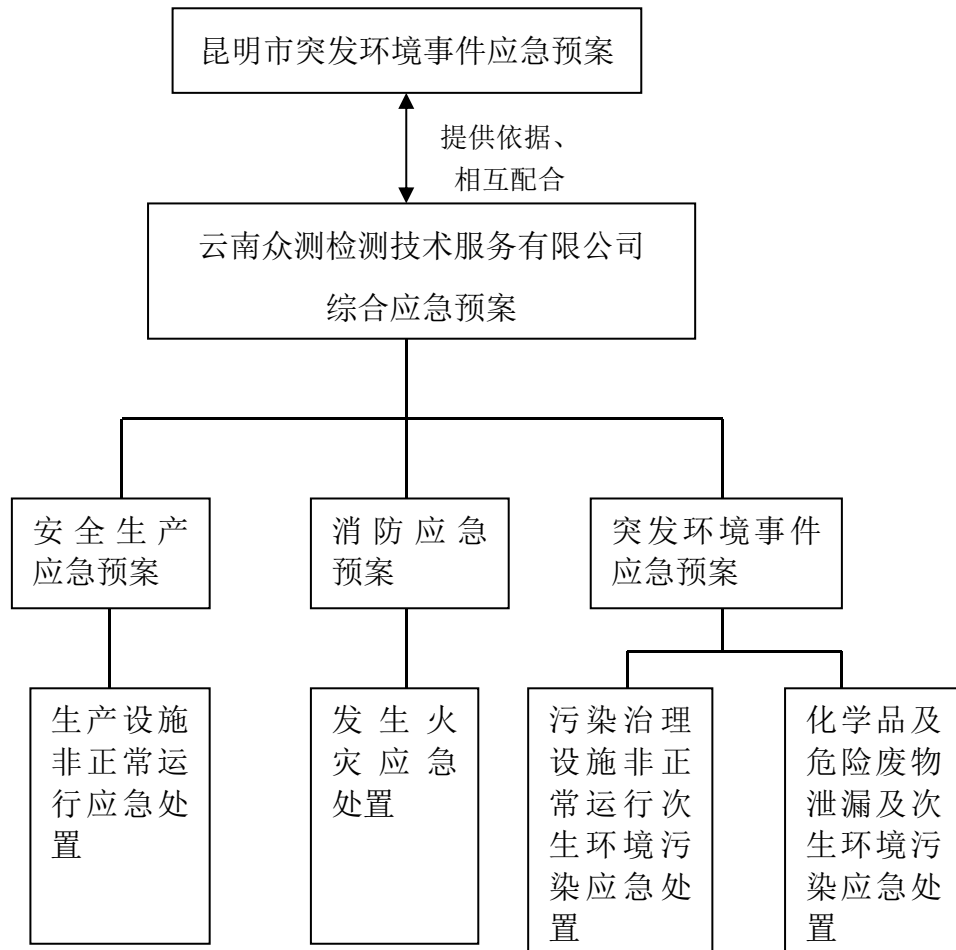 昆明市突发环境事件应急预案
提供依据、
相互配合
云南众测检测技术服务有限公司
综合应急预案
安全生产
应急预案
消防应急
预案
突发环境事件
应急预案
生产设施
非正常运
行应急处
置
发生火
灾应急
处置
污染治理
设施非正
常运行次
生环境污
染应急处
置
化学品及
危险废物
泄漏及次
生环境污
染应急处
置